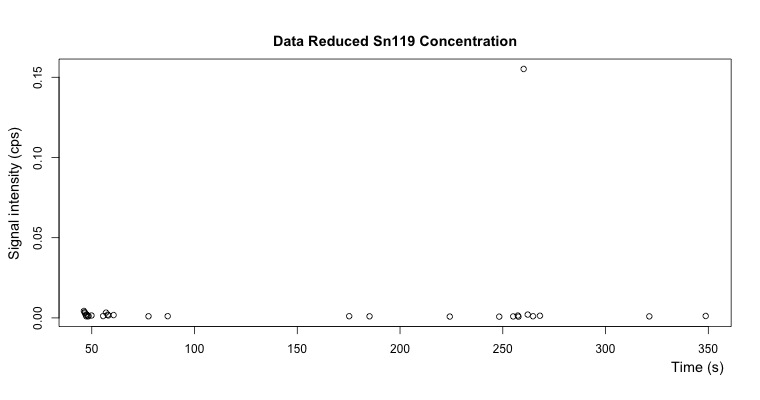 Data Reduced Sn119 Concentration
Signal intensity (cps)
0.15
0.10
0.05
0.00
50 100 150 200 250 300 350
Time (s)